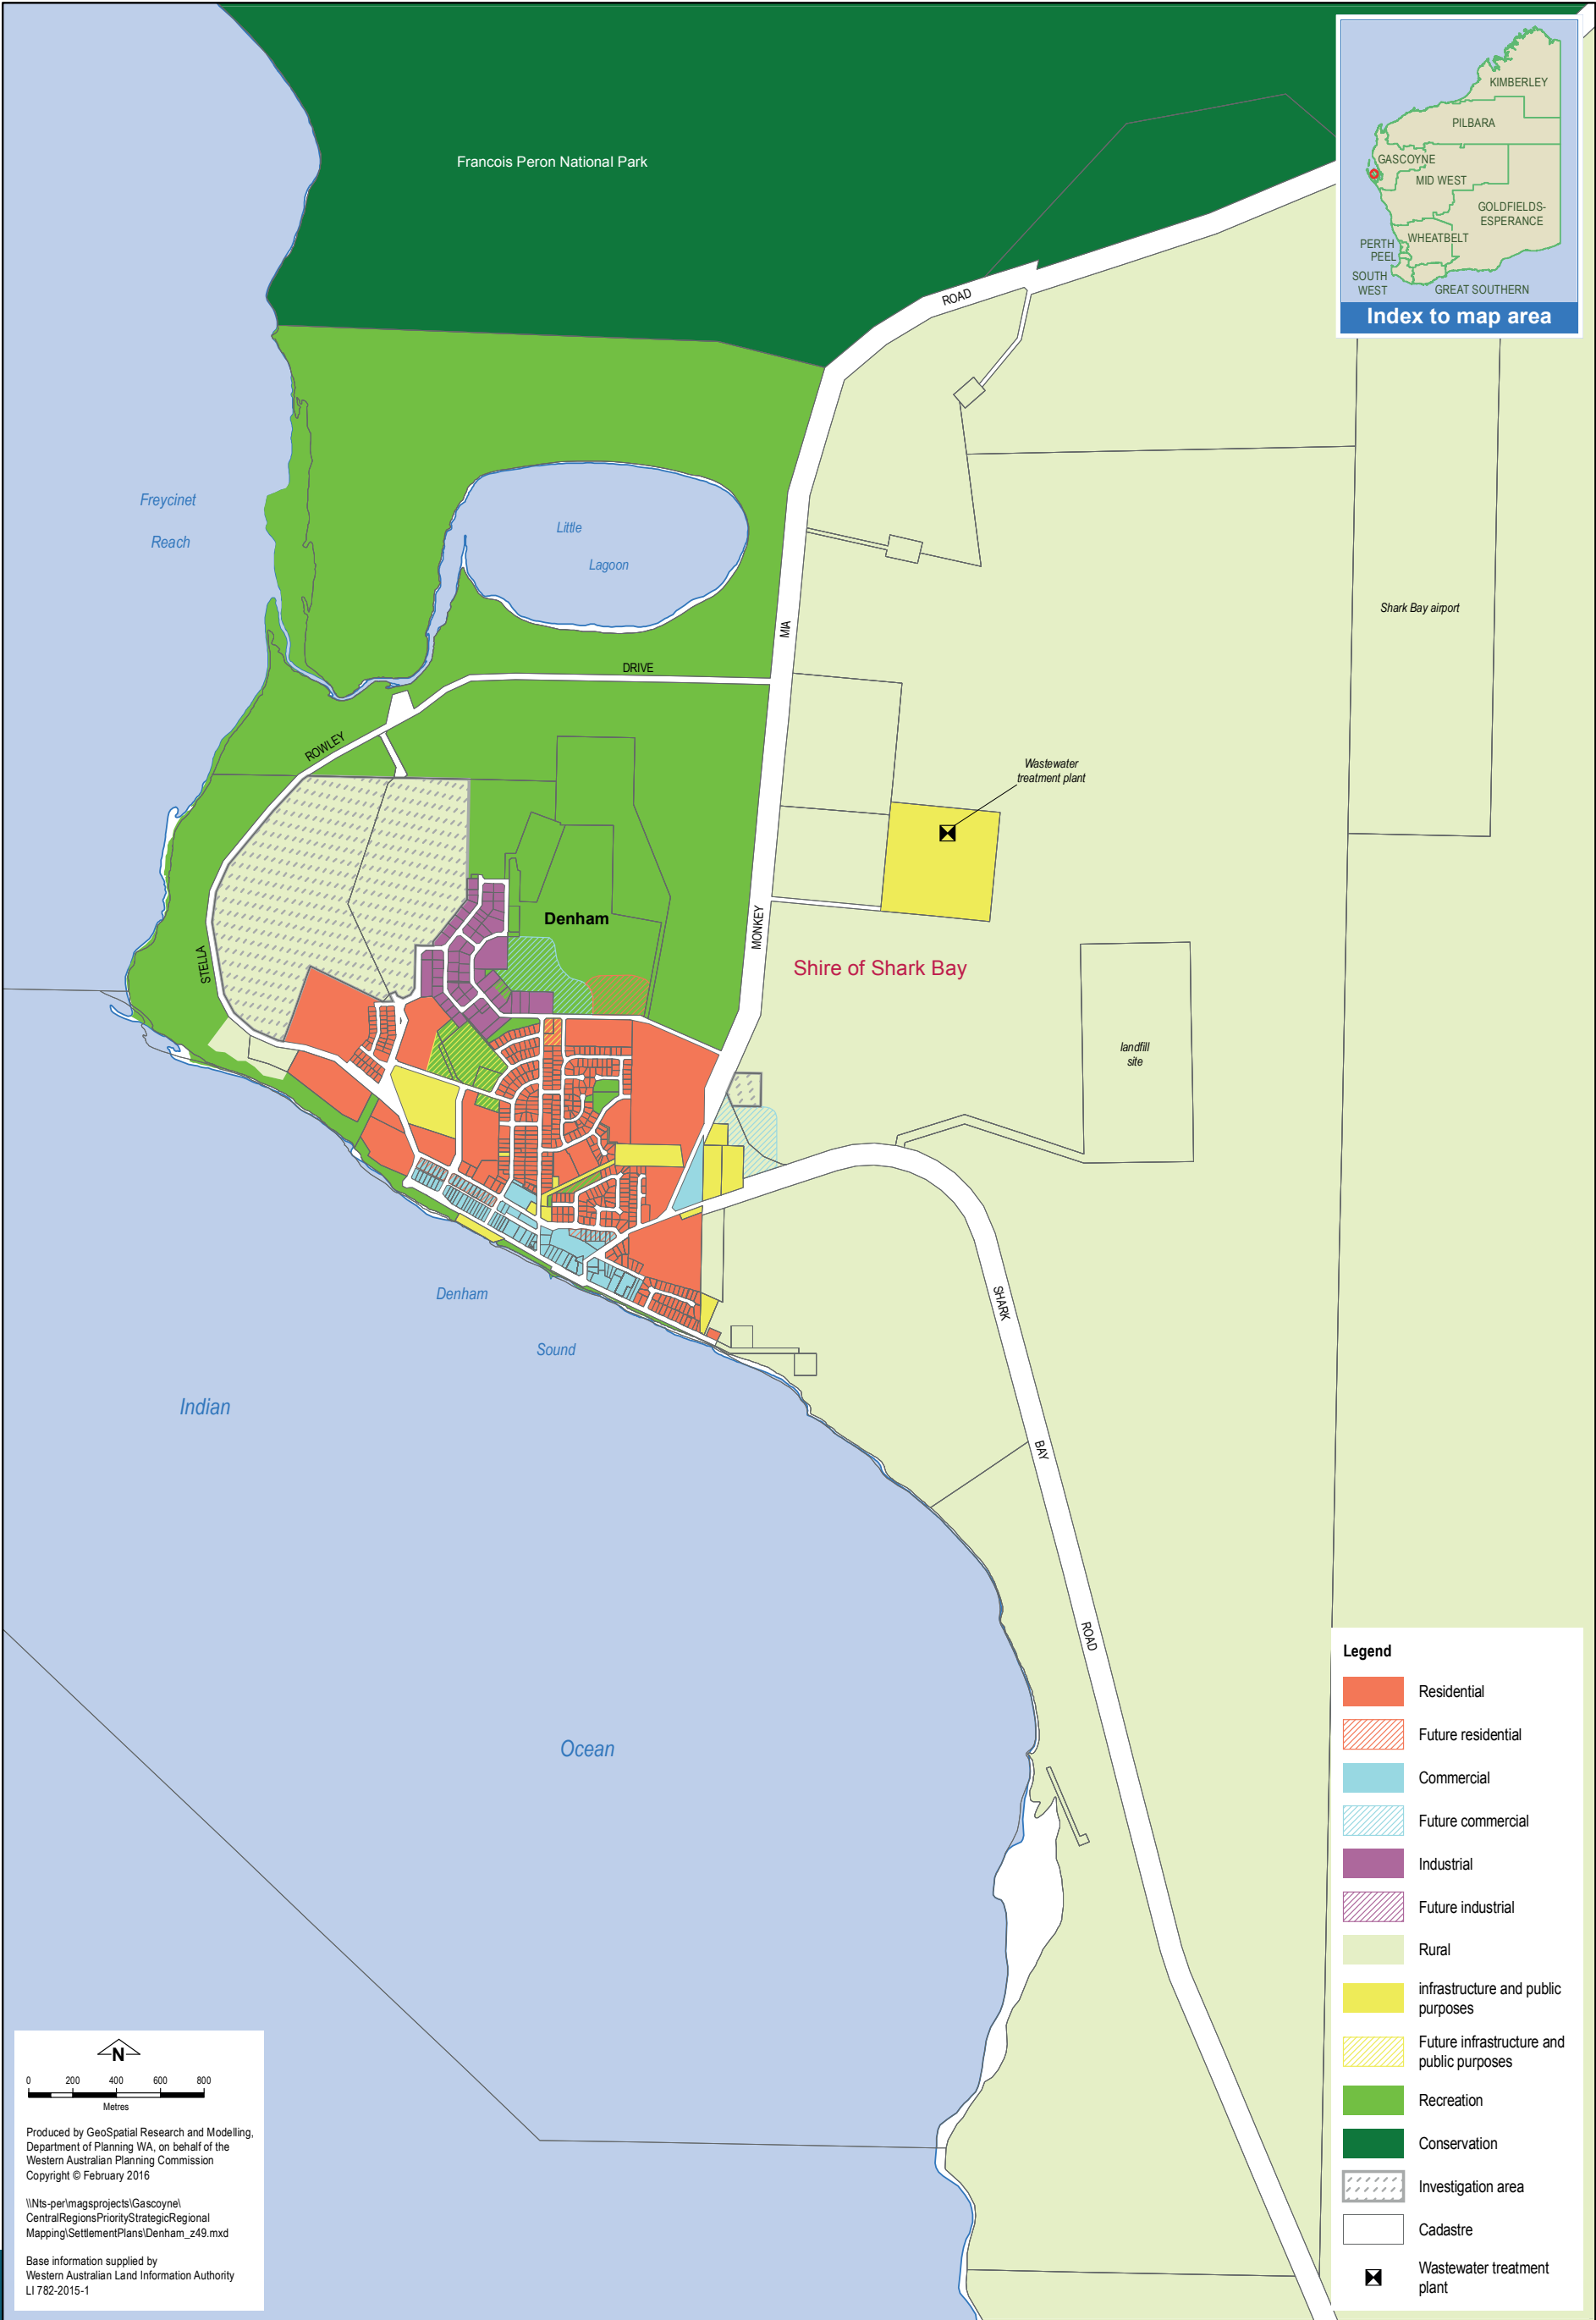 Francois Peron National Park
KIMBERLEY
PILBARA
GASCOYNE
MID WEST
GOLDFIELDS-
ESPERANCE
WHEATBELT
PERTH
PEEL
SOUTH
WEST
GREAT SOUTHERN
Index to map area
ROAD
Freycinet
Reach
Little
Lagoon
MIA
Shark Bay airport
DRIVE
ROWLEY
Wastewater
treatment plant
Denham
MONKEY
STELLA
Shire of Shark Bay
landfill
site
Denham
Sound
SHARK
Indian
BAY
ROAD
Ocean
Legend
Residential
Future residential
Commercial
Future commercial
Industrial
Future industrial
Rural
infrastructure and public
purposes
Future infrastructure and
public purposes
Recreation
Conservation
Investigation area
Cadastre
Wastewater treatment
plant
N
0 200 400 600 800
Metres
Produced by GeoSpatial Research and Modelling,
Department of Planning WA, on behalf of the
Western Australian Planning Commission
Copyright © February 2016
\\Nts-per\magsprojects\Gascoyne\
CentralRegionsPriorityStrategicRegional
Mapping\SettlementPlans\Denham_z49.mxd
Base information supplied by
Western Australian Land Information Authority
LI 782-2015-1